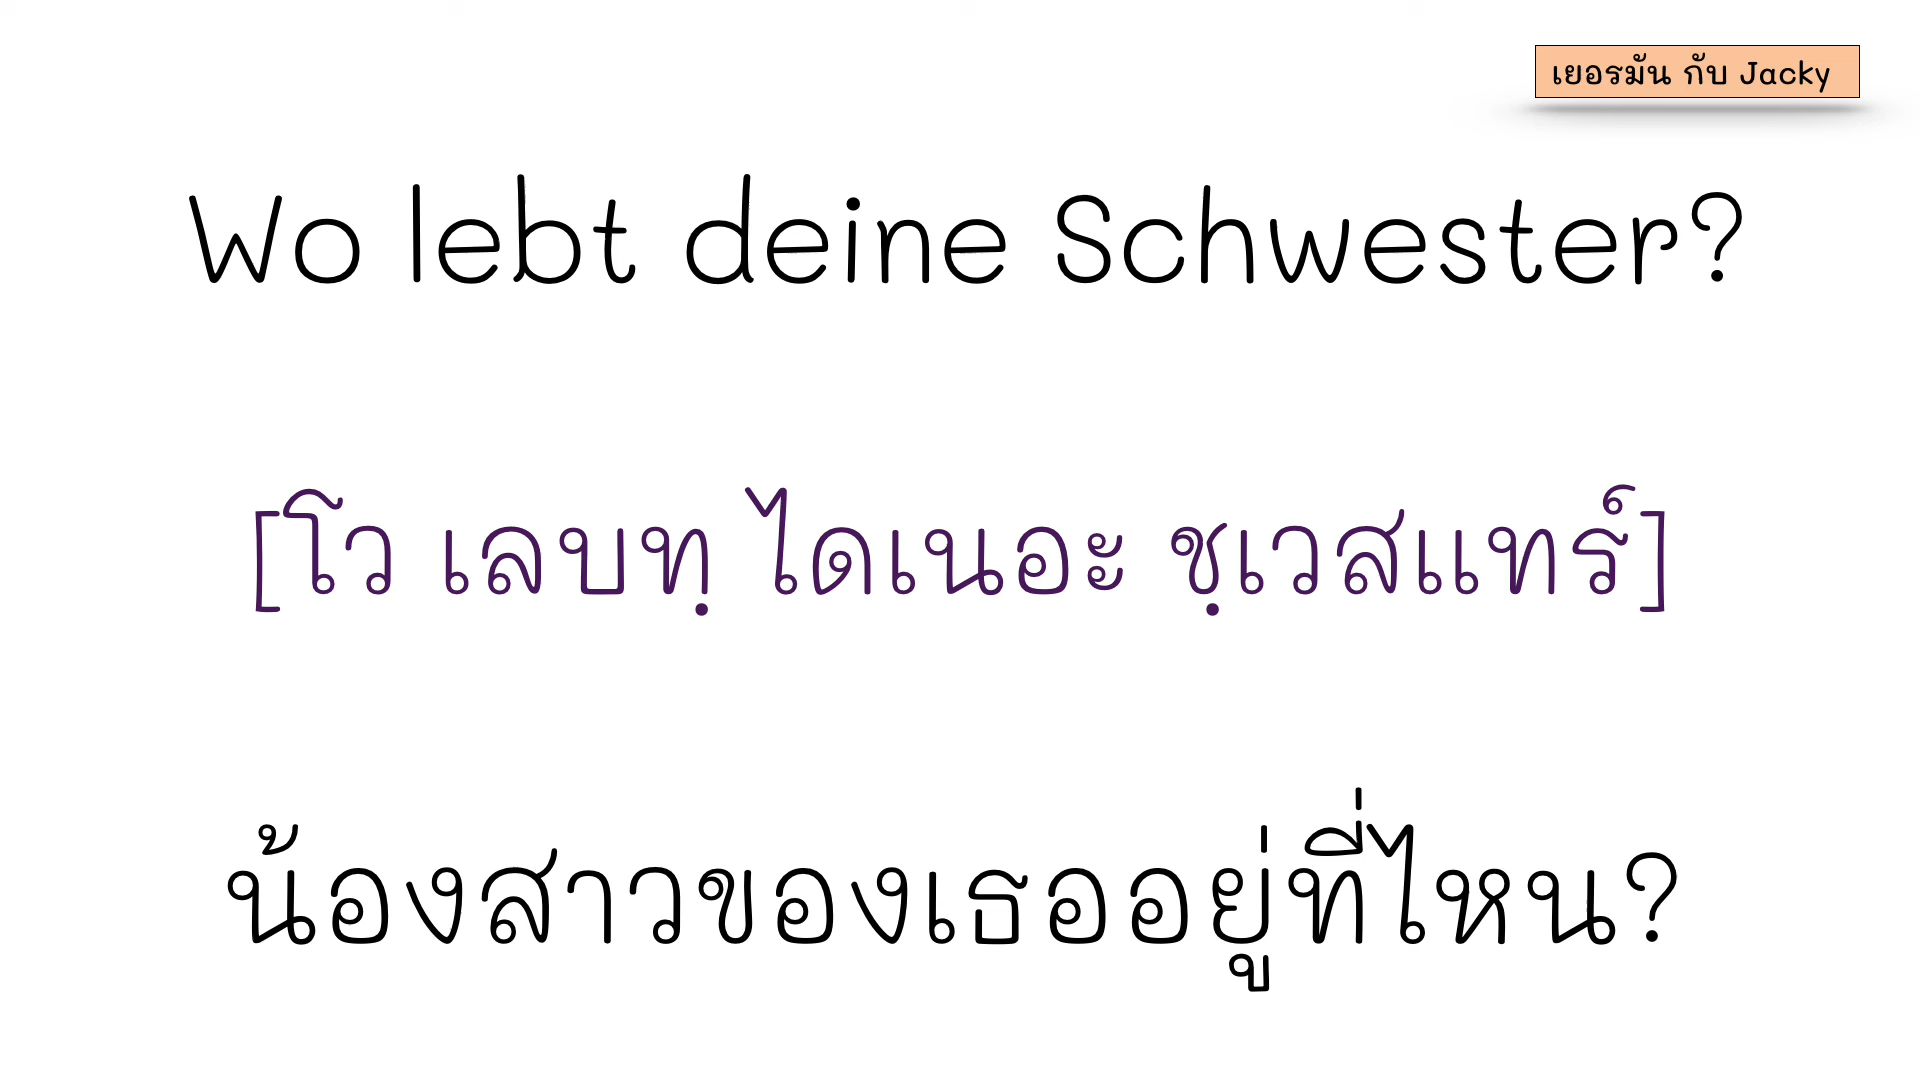 เยอรมัน กับ Jacky
Wo lebt deine Schwester?
[โว เลบทฺ ไดเนอะ ชฺเวสแทร์]
น้องสาวของเธออยู่ที่ไหน?